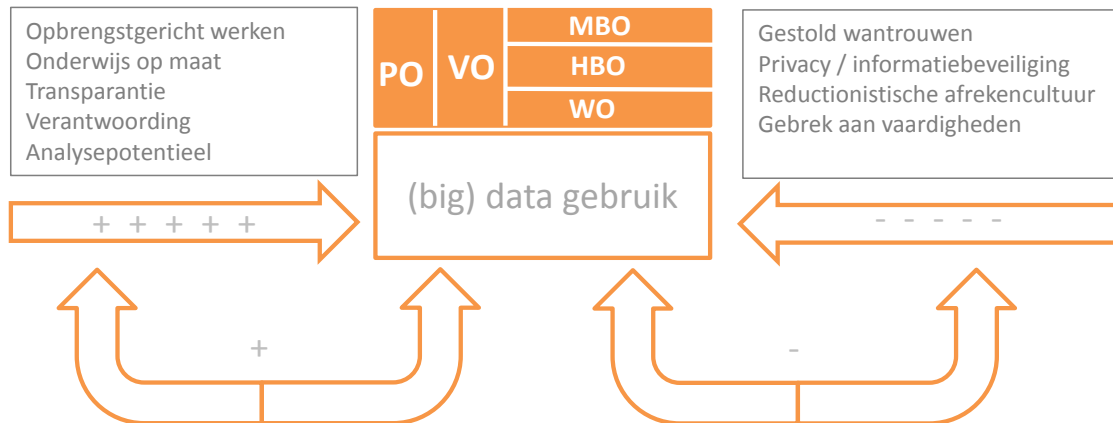 Opbrengstgericht werken
Onderwijs op maat
Transparantie
Verantwoording
Analysepotentieel
+ + + + +
PO
VO
MBO
HBO
WO
(big) data gebruik
Gestold wantrouwen
Privacy / informatiebeveiliging
Reductionistische afrekencultuur
Gebrek aan vaardigheden
- - - - -
+
-